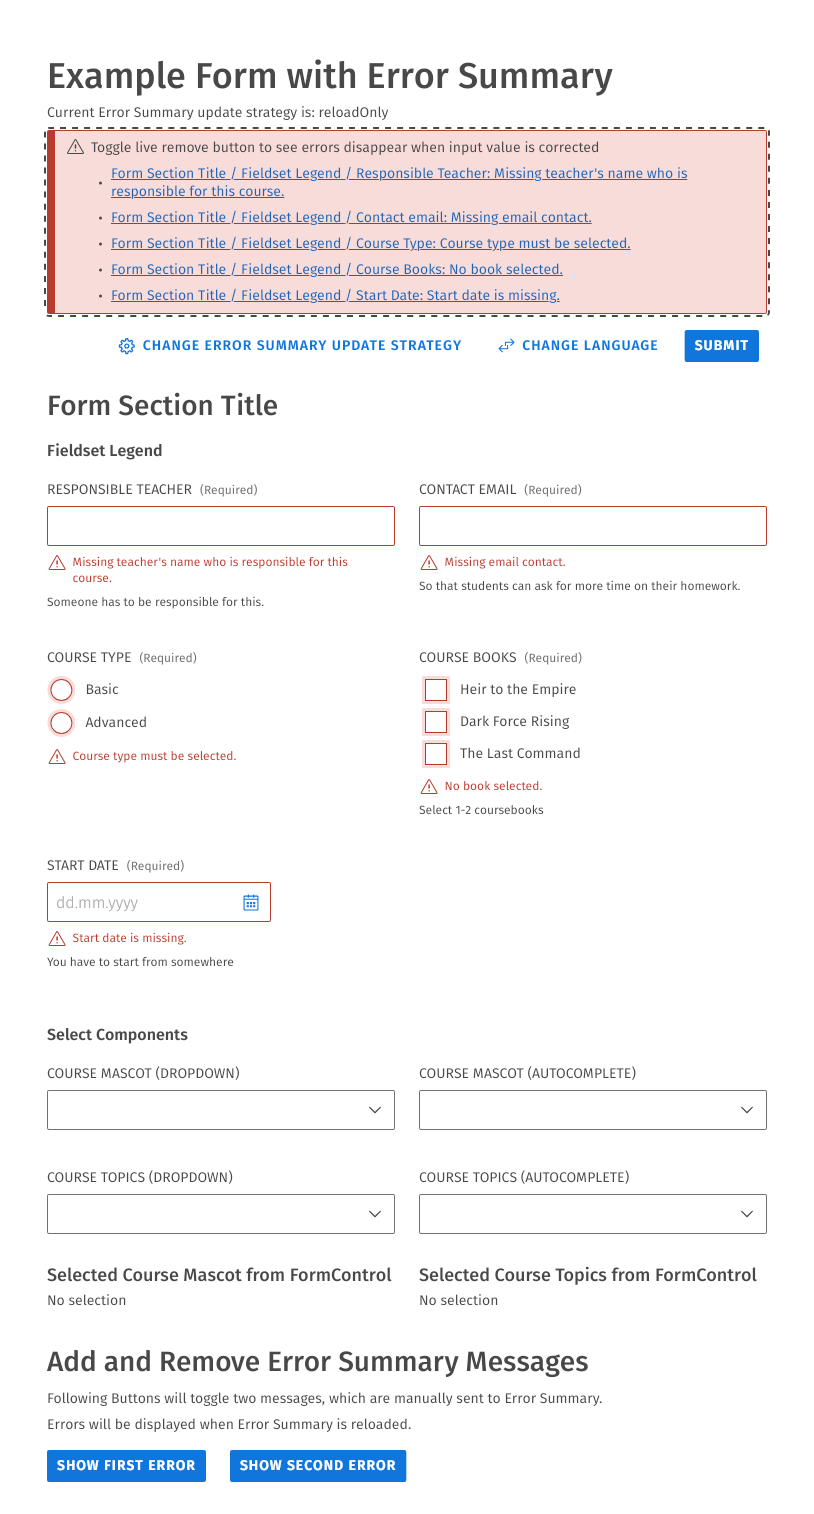 Example Form with Error Summary
Current Error Summary update strategy is: reloadOnly
Toggle live remove button to see errors disappear when input value is corrected
• Form Section Title / Fieldset Legend / Responsible Teacher: Missing teacher's name who is
responsible for this course.
• Form Section Title / Fieldset Legend / Contact email: Missing email contact.
• Form Section Title / Fieldset Legend / Course Type: Course type must be selected.
• Form Section Title / Fieldset Legend / Course Books: No book selected.
• Form Section Title / Fieldset Legend / Start Date: Start date is missing.
CHANGE ERROR SUMMARY UPDATE STRATEGY CHANGE LANGUAGE SUBMIT
Form Section Title
Fieldset Legend
RESPONSIBLE TEACHER (Required)
Missing teacher's name who is responsible for this
course.
Someone has to be responsible for this.
CONTACT EMAIL (Required)
Missing email contact.
So that students can ask for more time on their homework.
COURSE TYPE (Required)
Basic
Advanced
Course type must be selected.
COURSE BOOKS (Required)
Heir to the Empire
Dark Force Rising
The Last Command
No book selected.
Select 1-2 coursebooks
START DATE (Required)
dd.mm.yyyy
Start date is missing.
You have to start from somewhere
Select Components
COURSE MASCOT (DROPDOWN)
COURSE MASCOT (AUTOCOMPLETE)
COURSE TOPICS (DROPDOWN)
COURSE TOPICS (AUTOCOMPLETE)
Selected Course Mascot from FormControl
No selection
Selected Course Topics from FormControl
No selection
Add and Remove Error Summary Messages
Following Buttons will toggle two messages, which are manually sent to Error Summary.
Errors will be displayed when Error Summary is reloaded.
SHOW FIRST ERROR SHOW SECOND ERROR